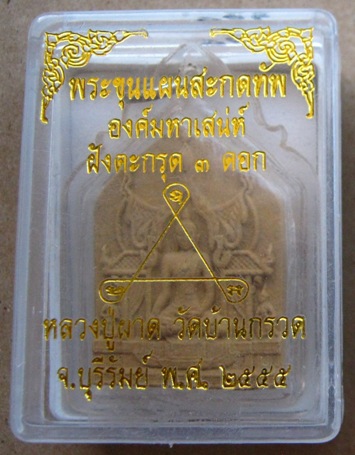 พระขุนแผนสะกดทัพ
องค์มหาเสน่ห์
ฝังตะกรุด ๓ ดอก
หลวงปู่ผาด วัดบ้านกรวด
จ.บุรีรัมย์ พ.ศ. ๒๕๕๕